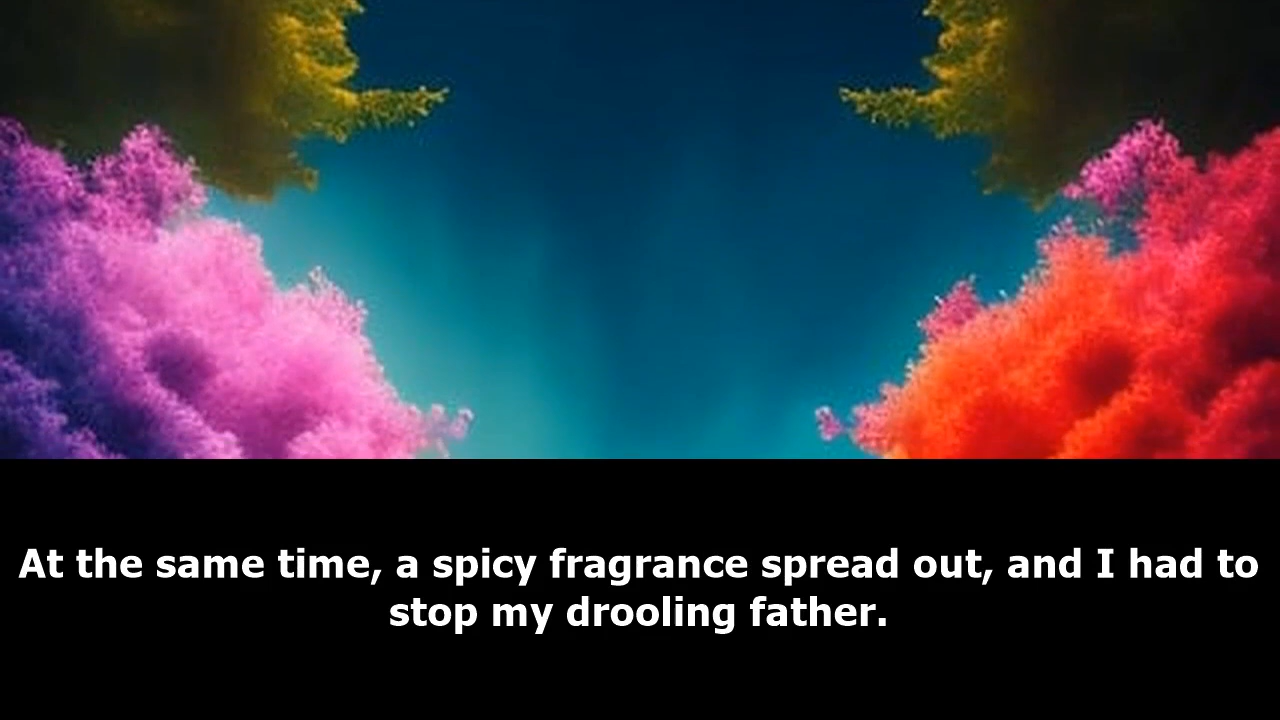 At the same time, a spicy fragrance spread out, and I had to
stop my drooling father.